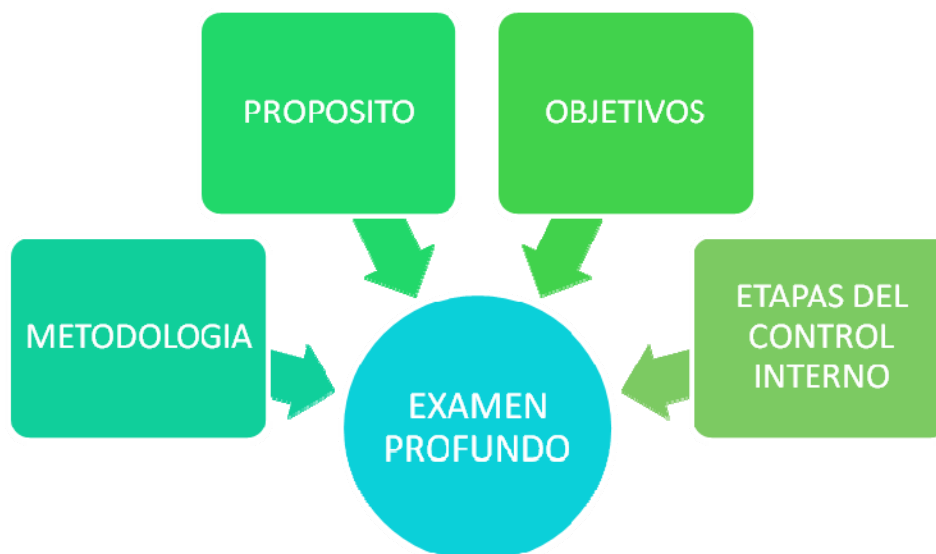 PROPOSITO
OBJETIVOS
METODOLOGIA
ETAPAS DEL
CONTROL
INTERNO
EXAMEN
PROFUNDO